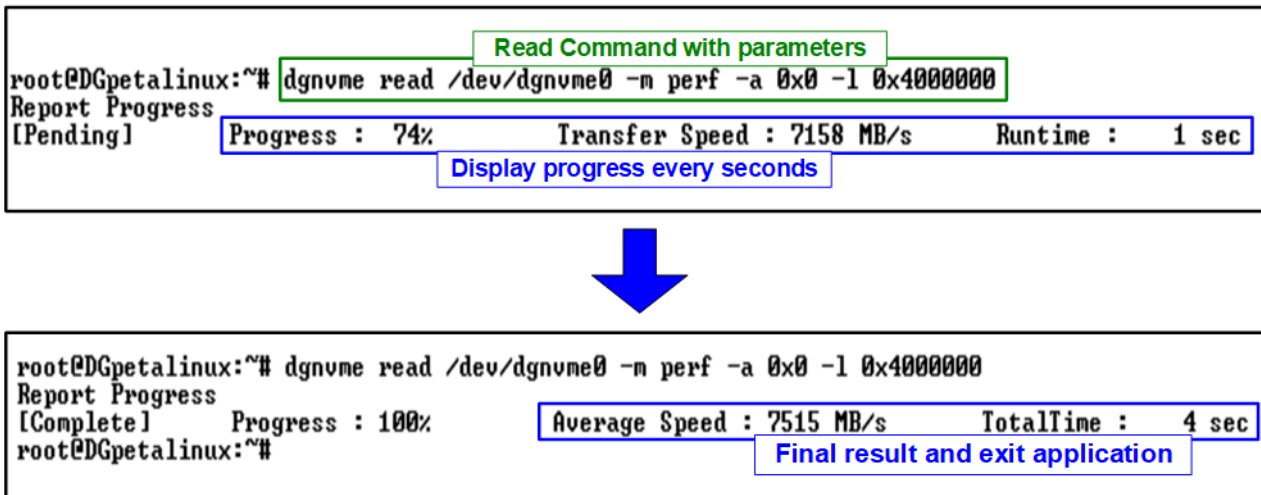 Read Command with parameters
root@DGpetalinux:~# dgnvme read /dev/dgnvme0 -m perf -a 0x0 -l 0x4000000
Report Progress
[Pending] Progress : 74% Transfer Speed : 7158 MB/s Runtime : 1 sec
Display progress every seconds
root@DGpetalinux:~# dgnvme read /dev/dgnvme0 -m perf -a 0x0 -l 0x4000000
Report Progress
[Complete] Progress : 100% Average Speed : 7515 MB/s TotalTime : 4 sec
root@DGpetalinux:~#
Final result and exit application